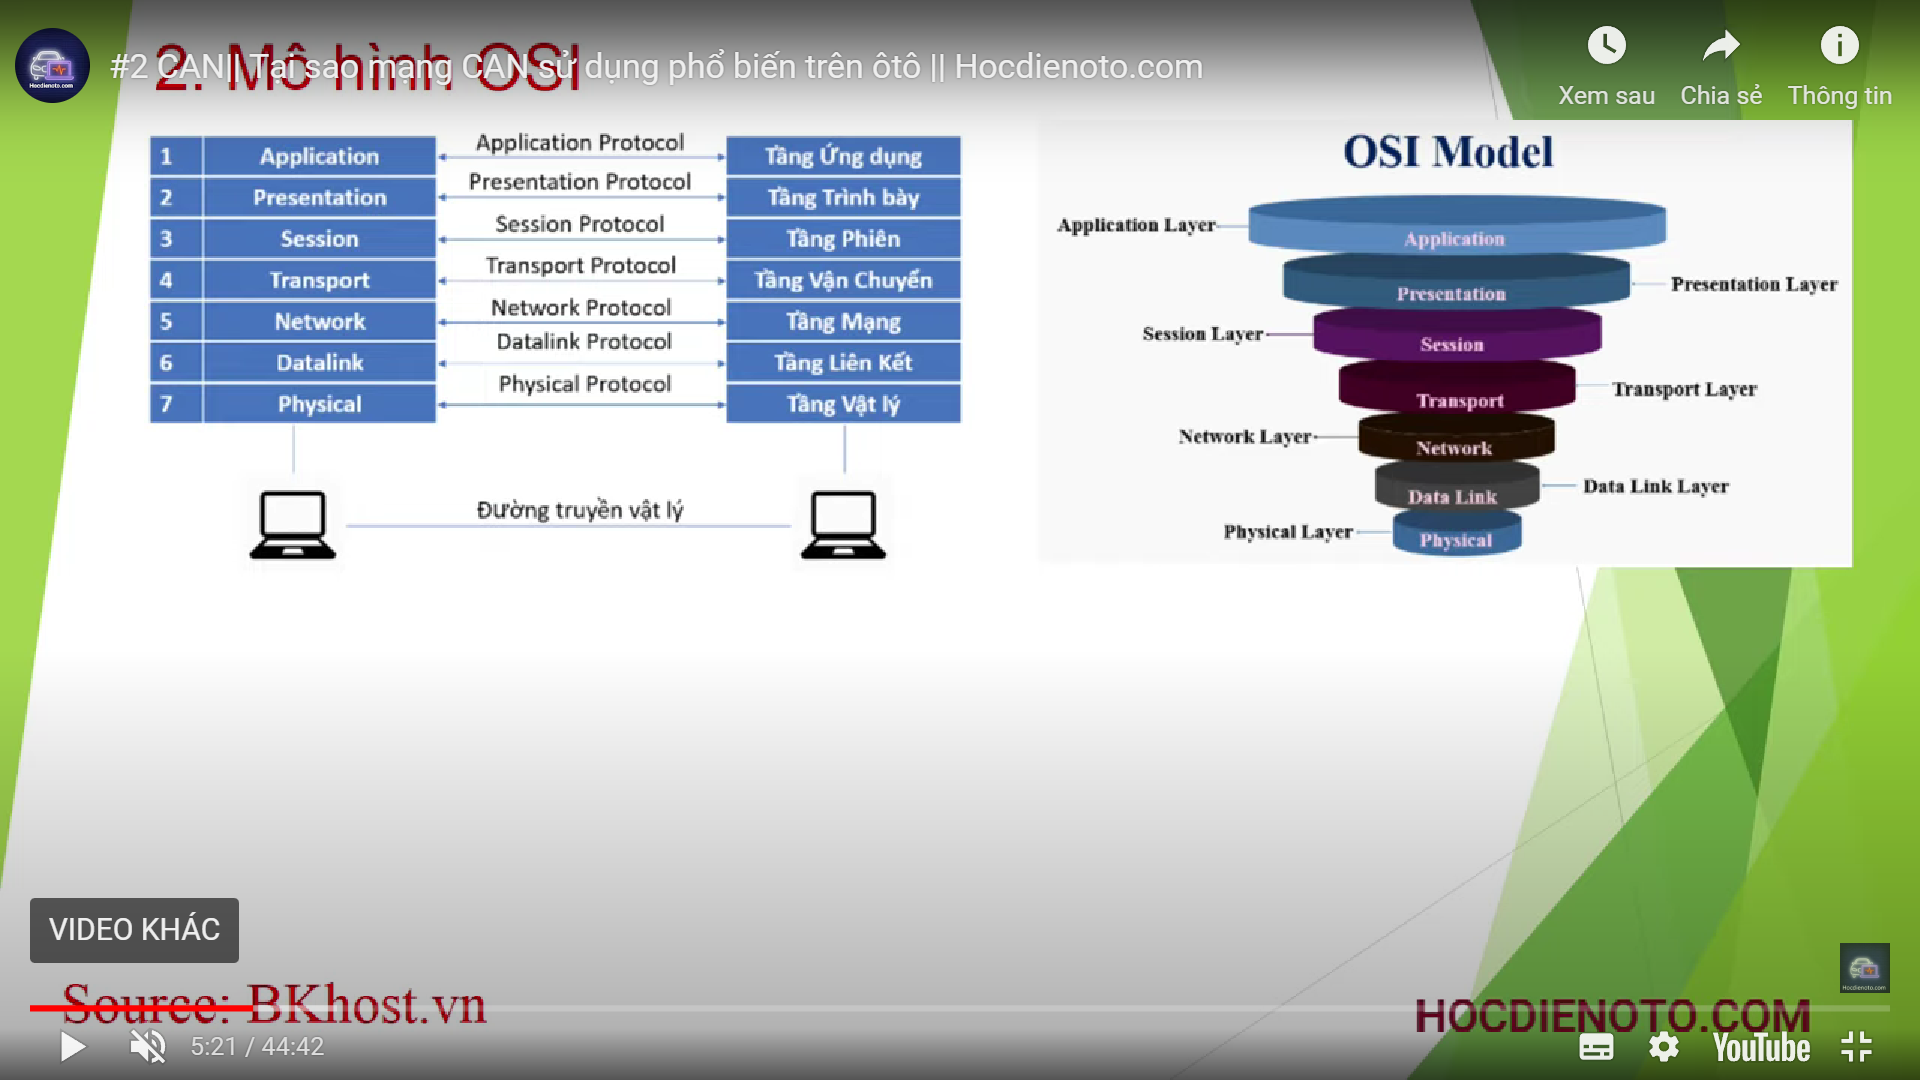 #2 CAN|| Tại sao mạng CAN sử dụng phổ biến trên ôtô || Hocdienoto.com
2. Mô hình OSI
Hocdienoto.com
Xem sau
Chia sẻ
Thông tin
1 Application Application Protocol Tầng Ứng dụng
2 Presentation Presentation Protocol Tầng Trình bày
3 Session Session Protocol Tầng Phiên
4 Transport Transport Protocol Tầng Vận Chuyển
5 Network Network Protocol Tầng Mạng
6 Datalink Datalink Protocol Tầng Liên Kết
7 Physical Physical Protocol Tầng Vật lý
Đường truyền vật lý
OSI Model
Application Layer
Application
Presentation
Presentation Layer
Session Layer
Session
Transport
Transport Layer
Network Layer
Network
Data Link
Data Link Layer
Physical Layer
Physical
VIDEO KHÁC
Source: BKhost.vn
Hocdienoto.com
HOCDIENOTO.COM
5:21 / 44:42
YouTube